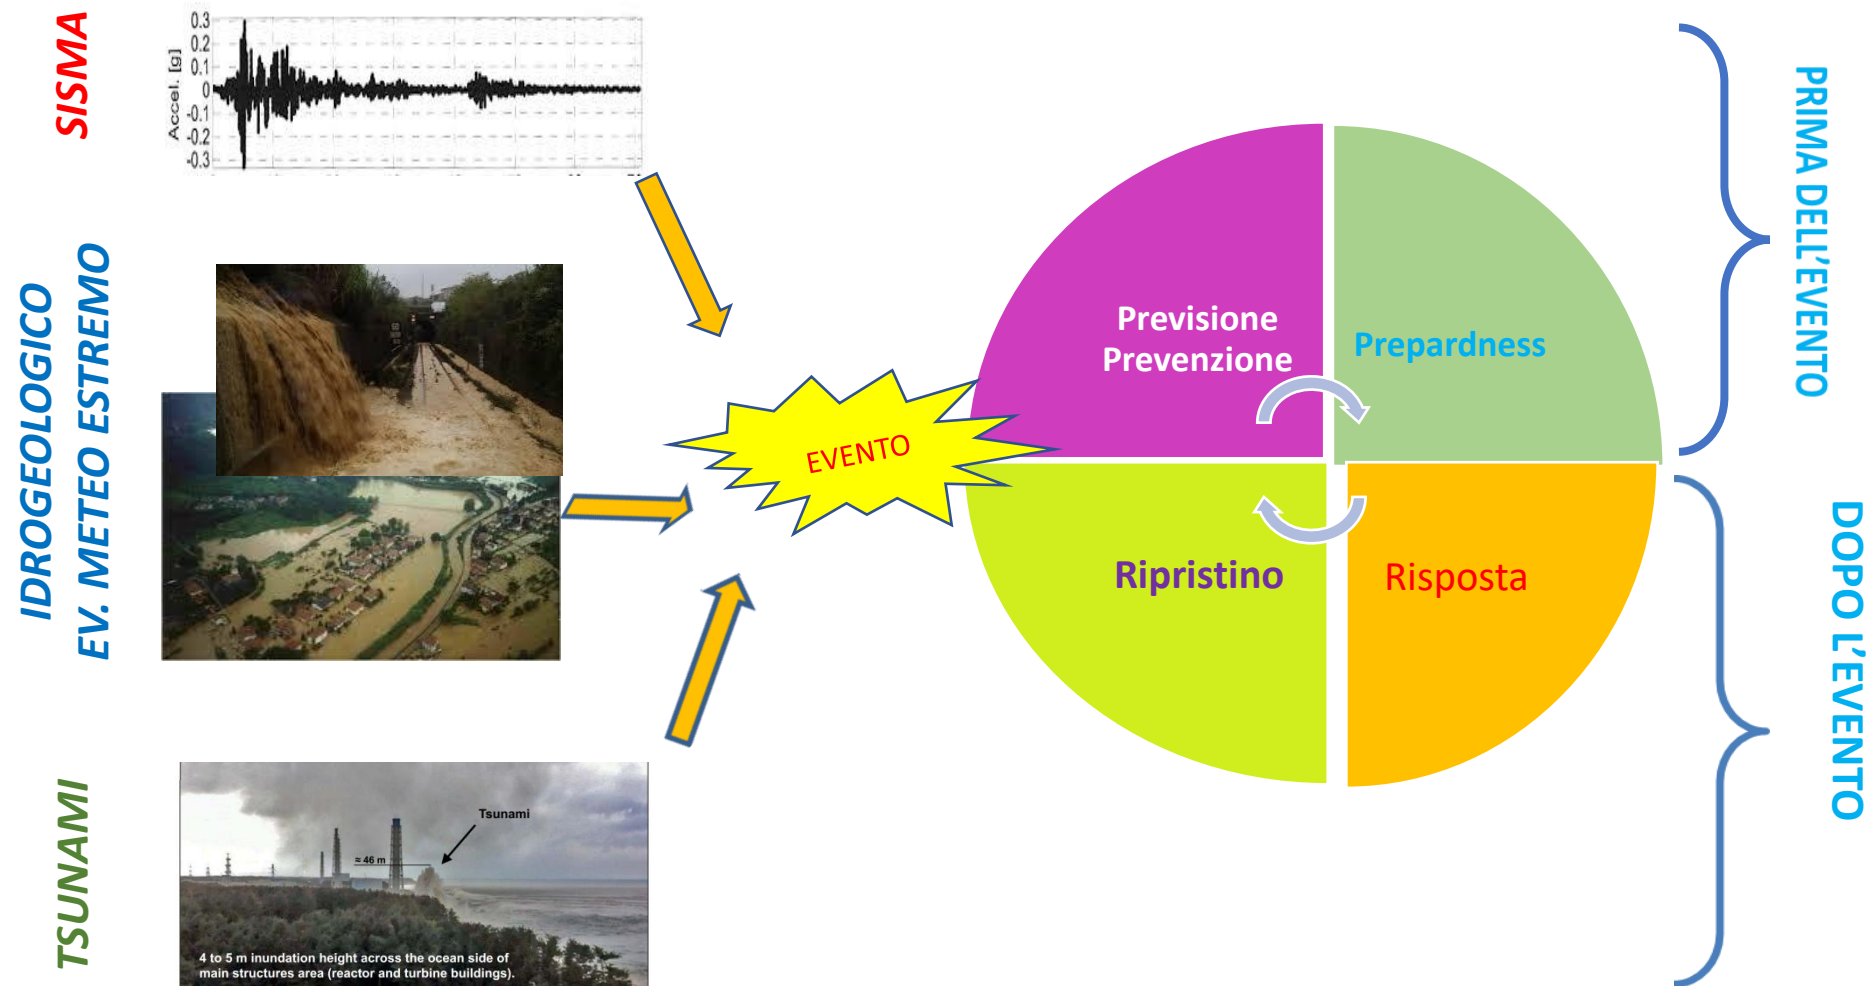 SISMA
Accel. [g]
0.3
0.2
0.1
0
-0.1
-0.2
-0.3
IDROGEOLOGICO
EV. METEO ESTREMO
TSUNAMI
Tsunami
≈ 46 m
4 to 5 m inundation height across the ocean side of
main structures area (reactor and turbine buildings).
EVENTO
Previsione
Prevenzione
Prepardness
Ripristino
Risposta
PRIMA DELL'EVENTO
DOPO L'EVENTO